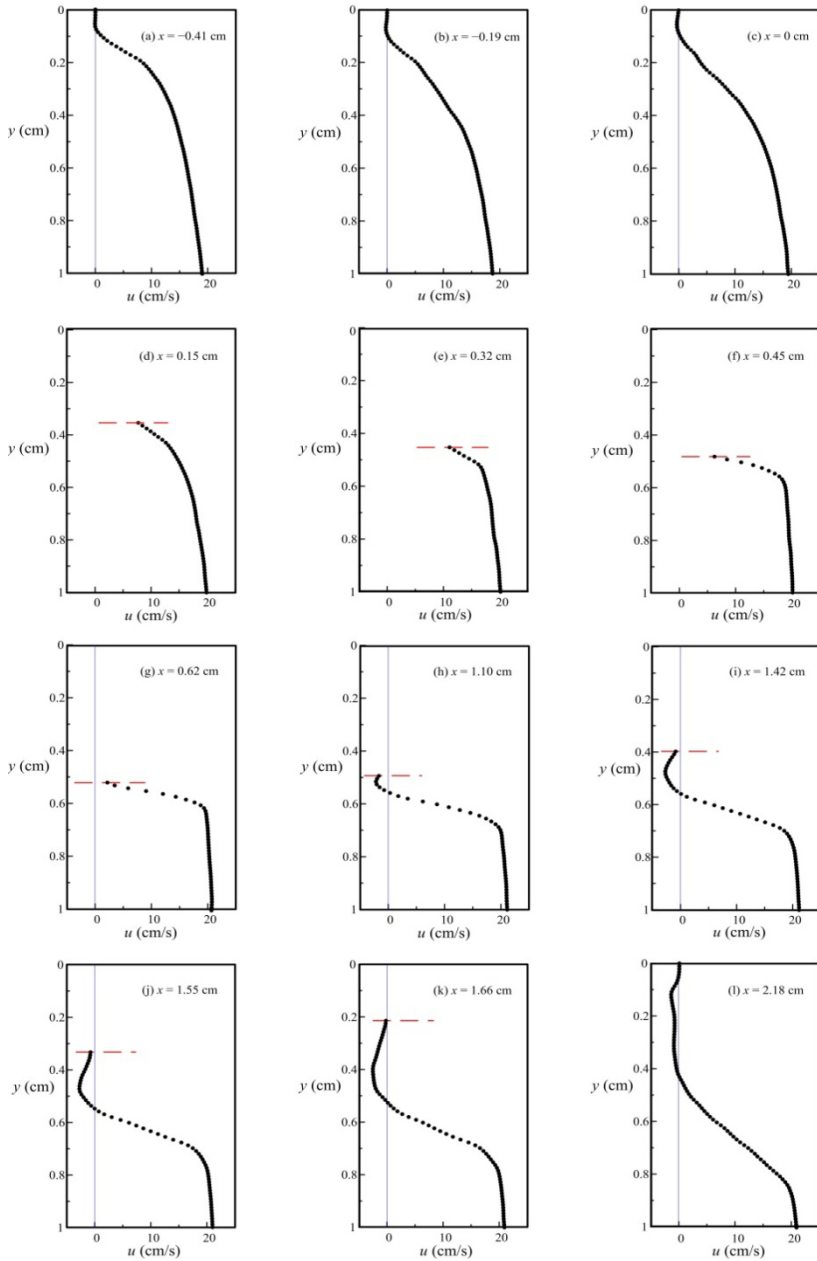 0
(a) x = −0.41 cm
0.2
0.4
y (cm)
0.6
0.8
1
0 10 20
u (cm/s)
0
(b) x = −0.19 cm
0.2
0.4
y (cm)
0.6
0.8
1
0 10 20
u (cm/s)
0
(c) x = 0 cm
0.2
0.4
y (cm)
0.6
0.8
1
0 10 20
u (cm/s)
0
(d) x = 0.15 cm
0.2
0.4
y (cm)
0.6
0.8
1
0 10 20
u (cm/s)
0
(e) x = 0.32 cm
0.2
0.4
y (cm)
0.6
0.8
1
0 10 20
u (cm/s)
0
(f) x = 0.45 cm
0.2
0.4
y (cm)
0.6
0.8
1
0 10 20
u (cm/s)
0
(g) x = 0.62 cm
0.2
0.4
y (cm)
0.6
0.8
1
0 10 20
u (cm/s)
0
(h) x = 1.10 cm
0.2
0.4
y (cm)
0.6
0.8
1
0 10 20
u (cm/s)
0
(i) x = 1.42 cm
0.2
0.4
y (cm)
0.6
0.8
1
0 10 20
u (cm/s)
0
(j) x = 1.55 cm
0.2
0.4
y (cm)
0.6
0.8
1
0 10 20
u (cm/s)
0
(k) x = 1.66 cm
0.2
0.4
y (cm)
0.6
0.8
1
0 10 20
u (cm/s)
0
(l) x = 2.18 cm
0.2
0.4
y (cm)
0.6
0.8
1
0 10 20
u (cm/s)